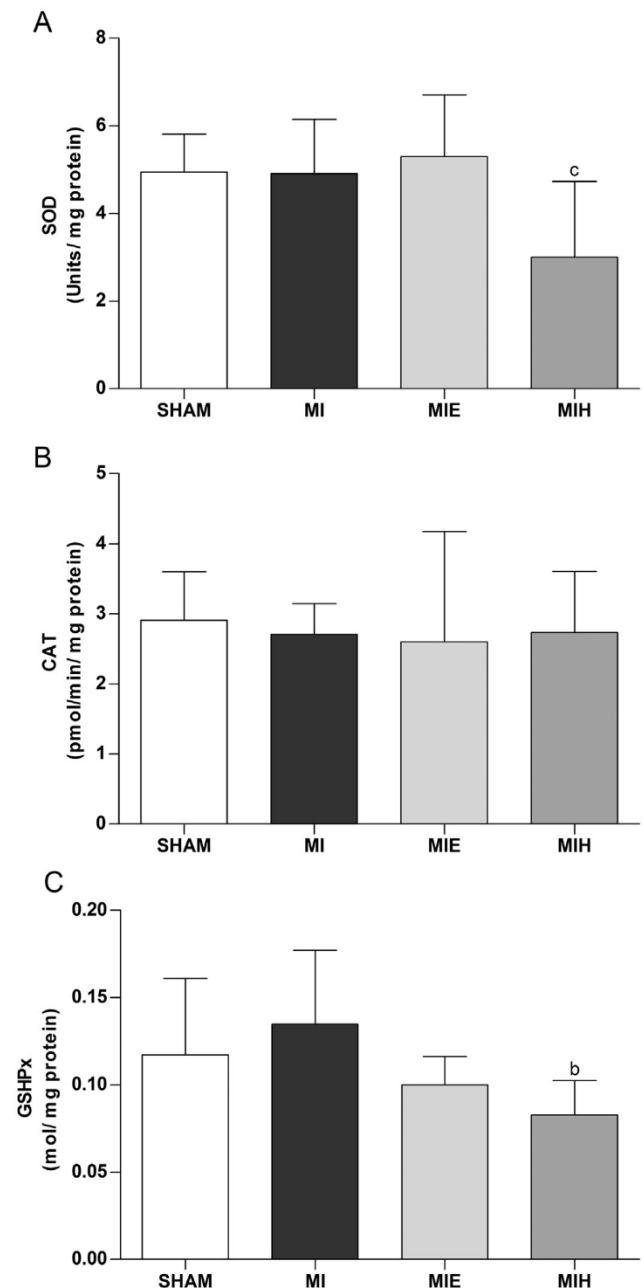 A
SOD
(Units/ mg protein)
8
6
4
2
0
c
SHAM MI MIE MIH
B
CAT
(pmol/min/ mg protein)
5
4
3
2
1
0
SHAM MI MIE MIH
C
GSHPx
(mol/ mg protein)
0.20
0.15
0.10
0.05
0.00
b
SHAM MI MIE MIH